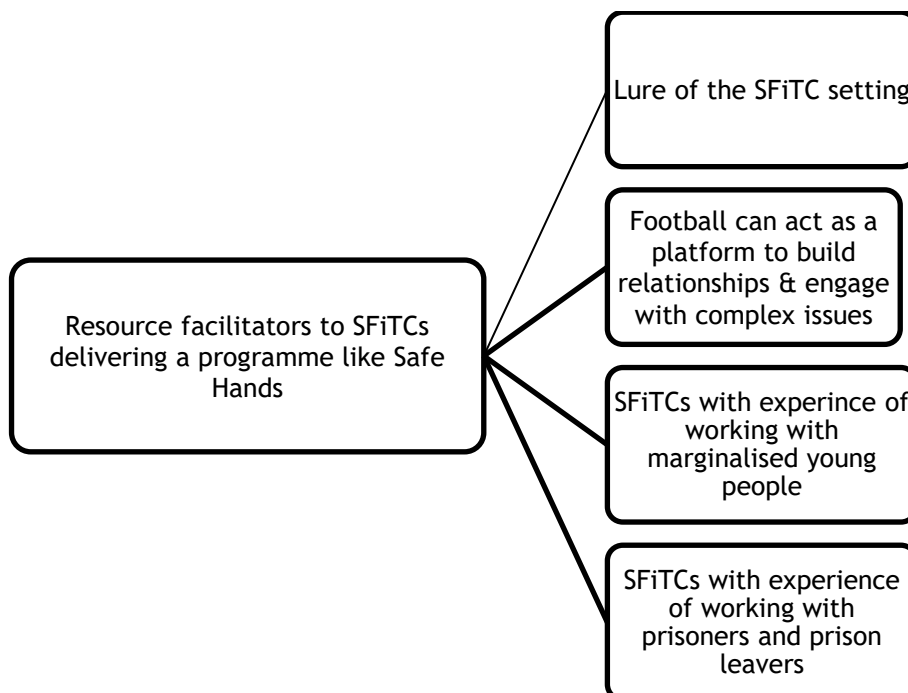 Lure of the SFiTC setting
Football can act as a
platform to build
relationships & engage
with complex issues
Resource facilitators to SFiTCs
delivering a programme like Safe
Hands
SFiTCs with experince of
working with
marginalised young
people
SFiTCs with experience
of working with
prisoners and prison
leavers